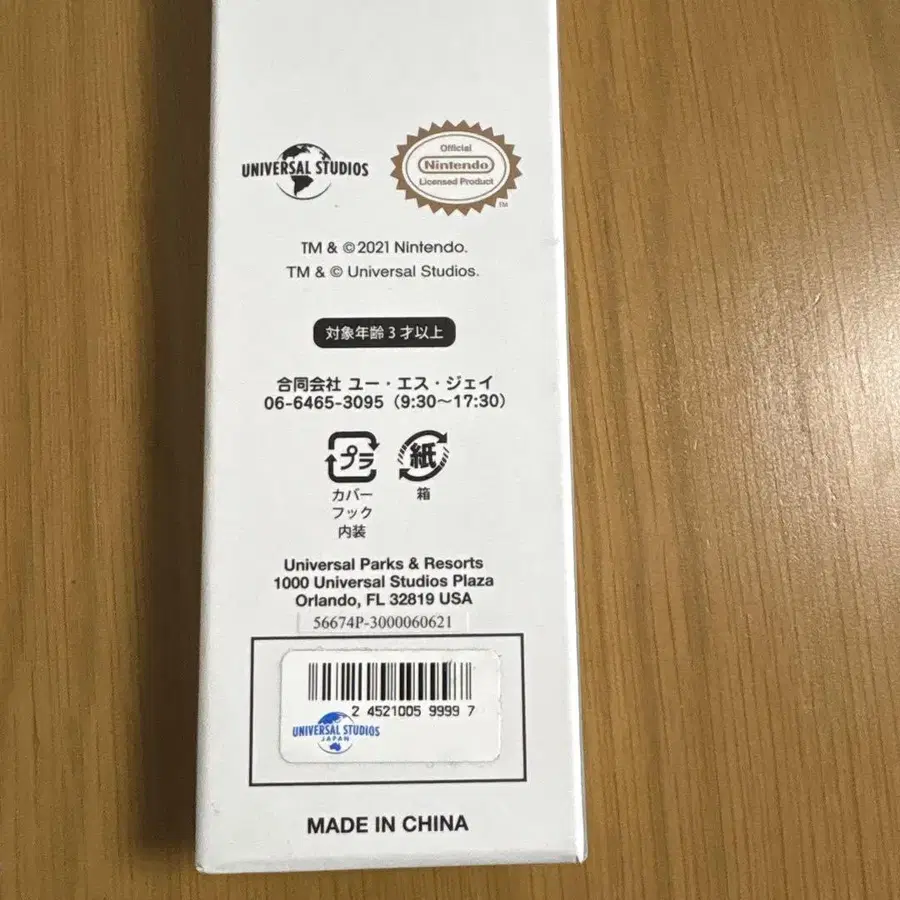 UNIVERSAL STUDIOS
Official
Nintendo
Licensed Product
TM
TM & ©2021 Nintendo.
TM & © Universal Studios.
対象年齢3才以上
合同会社 ユー・エス・ジェイ
06-6465-3095（9:30～17:30）
プラ
紙
カバー
フック
内装
箱
Universal Parks & Resorts
1000 Universal Studios Plaza
Orlando, FL 32819 USA
56674P-3000060621
2 4521005 9999 7
UNIVERSAL STUDIOS
JAPAN
MADE IN CHINA